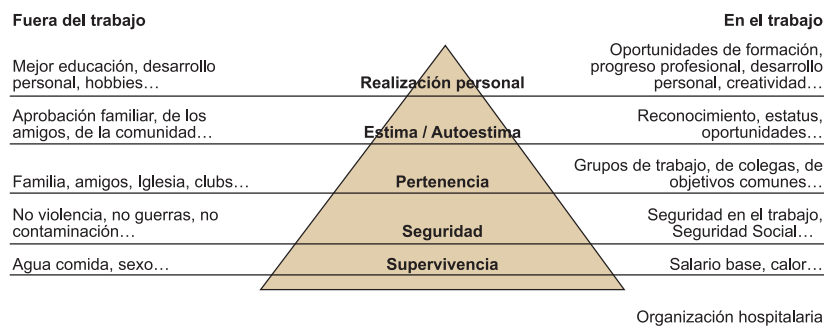 Fuera del trabajo
En el trabajo
Mejor educación, desarrollo
personal, hobbies…
Realización personal
Oportunidades de formación,
progreso profesional, desarrollo
personal, creatividad…
Aprobación familiar, de los
amigos, de la comunidad…
Estima / Autoestima
Reconocimiento, estatus,
oportunidades…
Familia, amigos, Iglesia, clubs…
Pertenencia
Grupos de trabajo, de colegas, de
objetivos comunes…
No violencia, no guerras, no
contaminación…
Seguridad
Seguridad en el trabajo,
Seguridad Social…
Agua comida, sexo…
Supervivencia
Salario base, calor…
Organización hospitalaria